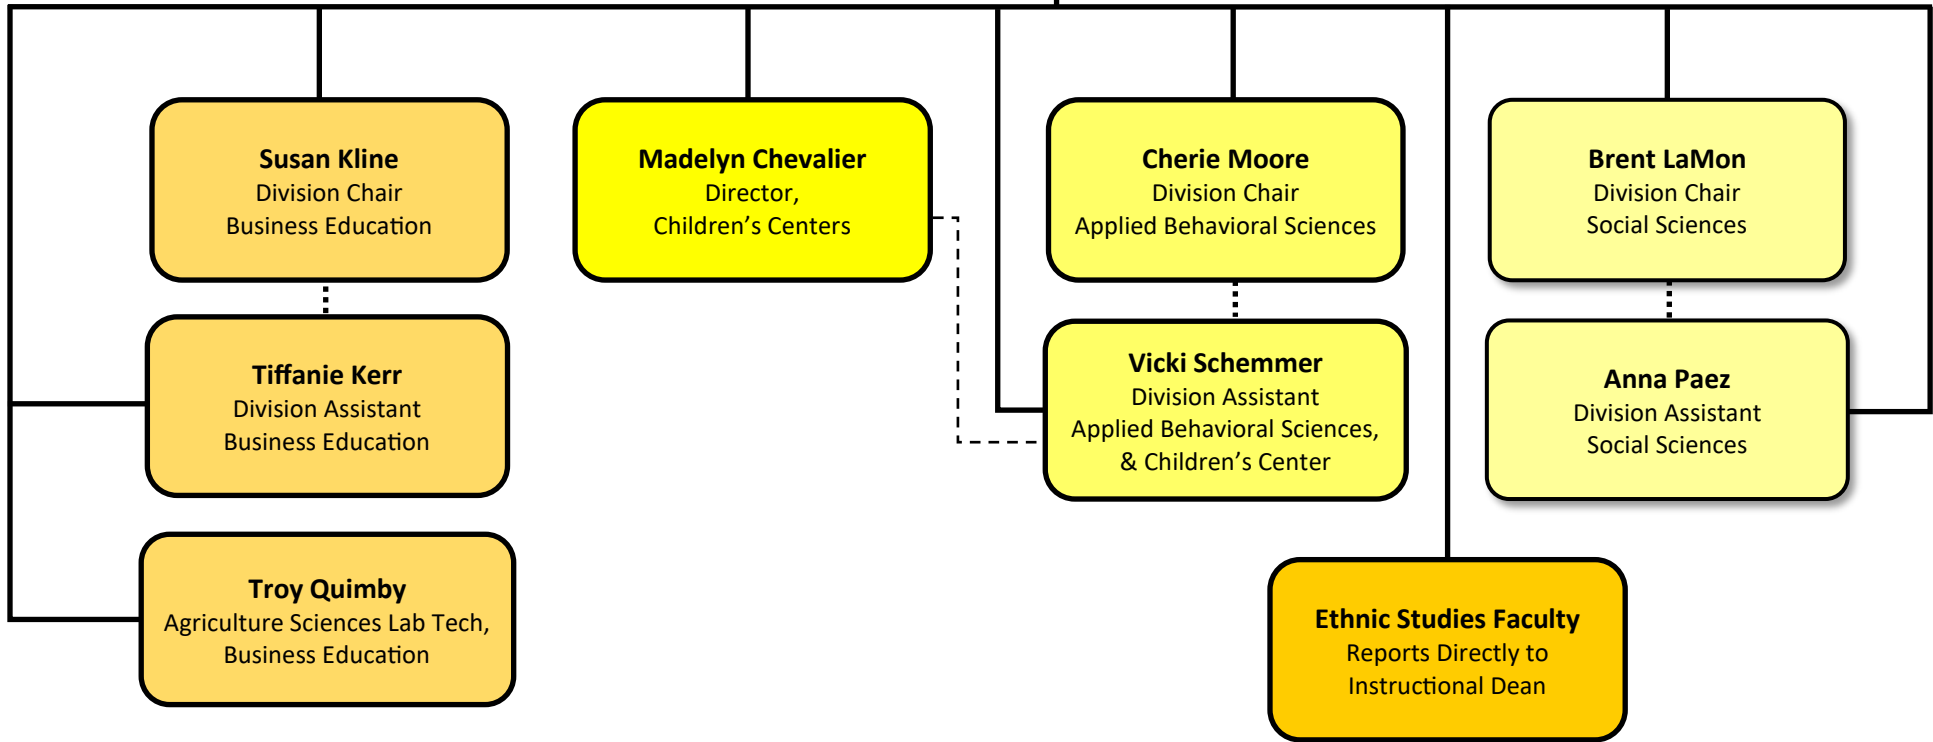 Susan Kline
Division Chair
Business Education
Madelyn Chevalier
Director,
Children’s Centers
Cherie Moore
Division Chair
Applied Behavioral Sciences
Brent LaMon
Division Chair
Social Sciences
Tiffanie Kerr
Division Assistant
Business Education
Vicki Schemmer
Division Assistant
Applied Behavioral Sciences,
& Children’s Center
Anna Paez
Division Assistant
Social Sciences
Troy Quimby
Agriculture Sciences Lab Tech,
Business Education
Ethnic Studies Faculty
Reports Directly to
Instructional Dean